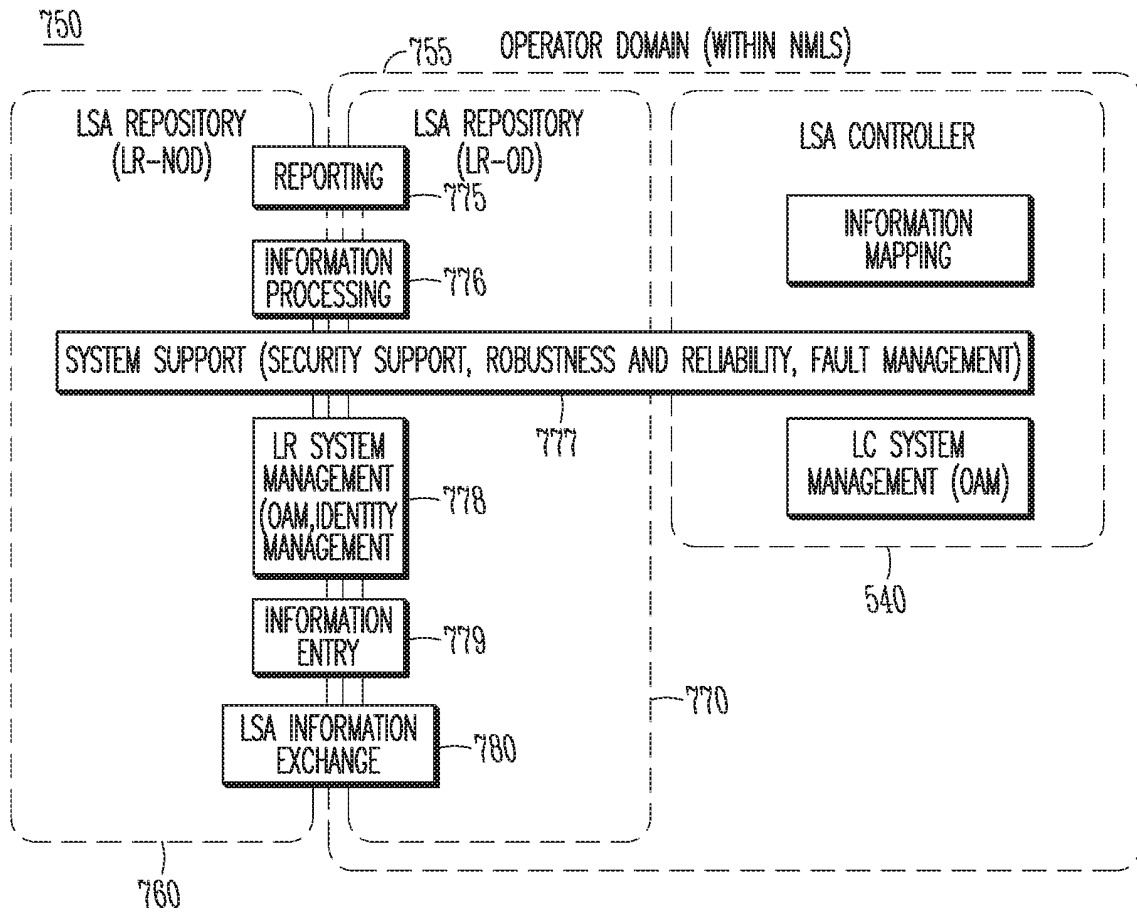 750
755
OPERATOR DOMAIN (WITHIN NMLS)
LSA REPOSITORY
(LR-NOD)
LSA REPOSITORY
(LR-OD)
LSA CONTROLLER
REPORTING
775
INFORMATION
MAPPING
INFORMATION
PROCESSING
776
SYSTEM SUPPORT (SECURITY SUPPORT, ROBUSTNESS AND RELIABILITY, FAULT MANAGEMENT)
777
LR SYSTEM
MANAGEMENT
(OAM,IDENTITY
MANAGEMENT
778
LC SYSTEM
MANAGEMENT (OAM)
540
INFORMATION
ENTRY
779
770
LSA INFORMATION
EXCHANGE
780
760